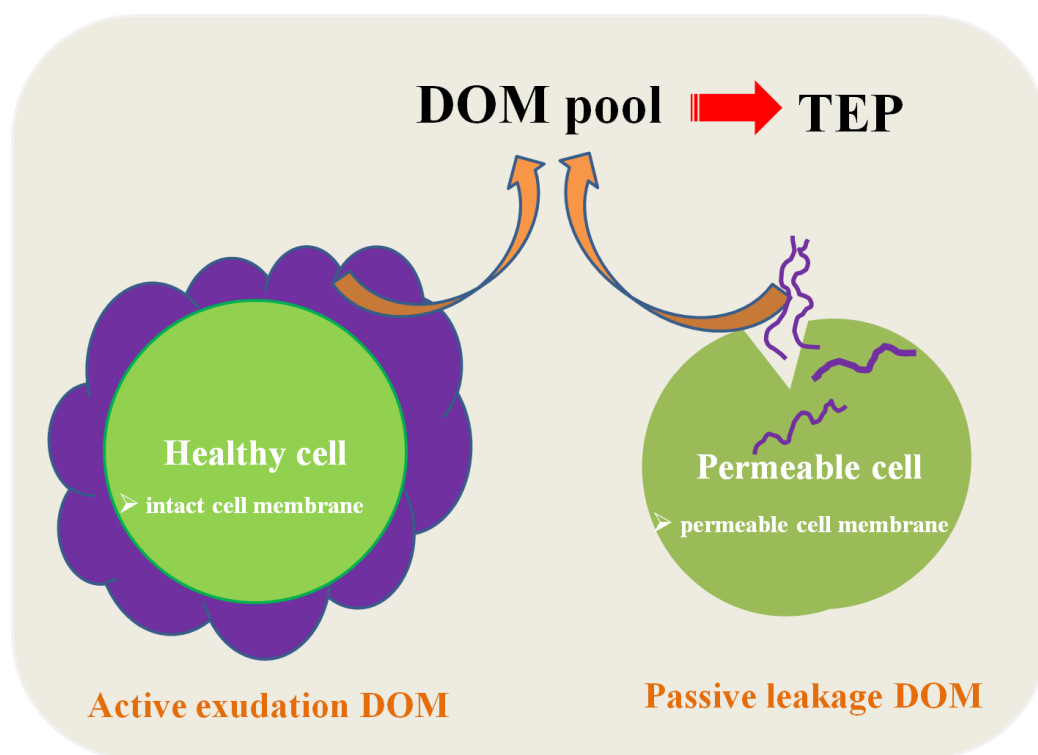 DOM pool
TEP
Healthy cell
➢ intact cell membrane
Permeable cell
➢ permeable cell membrane
Active exudation DOM
Passive leakage DOM